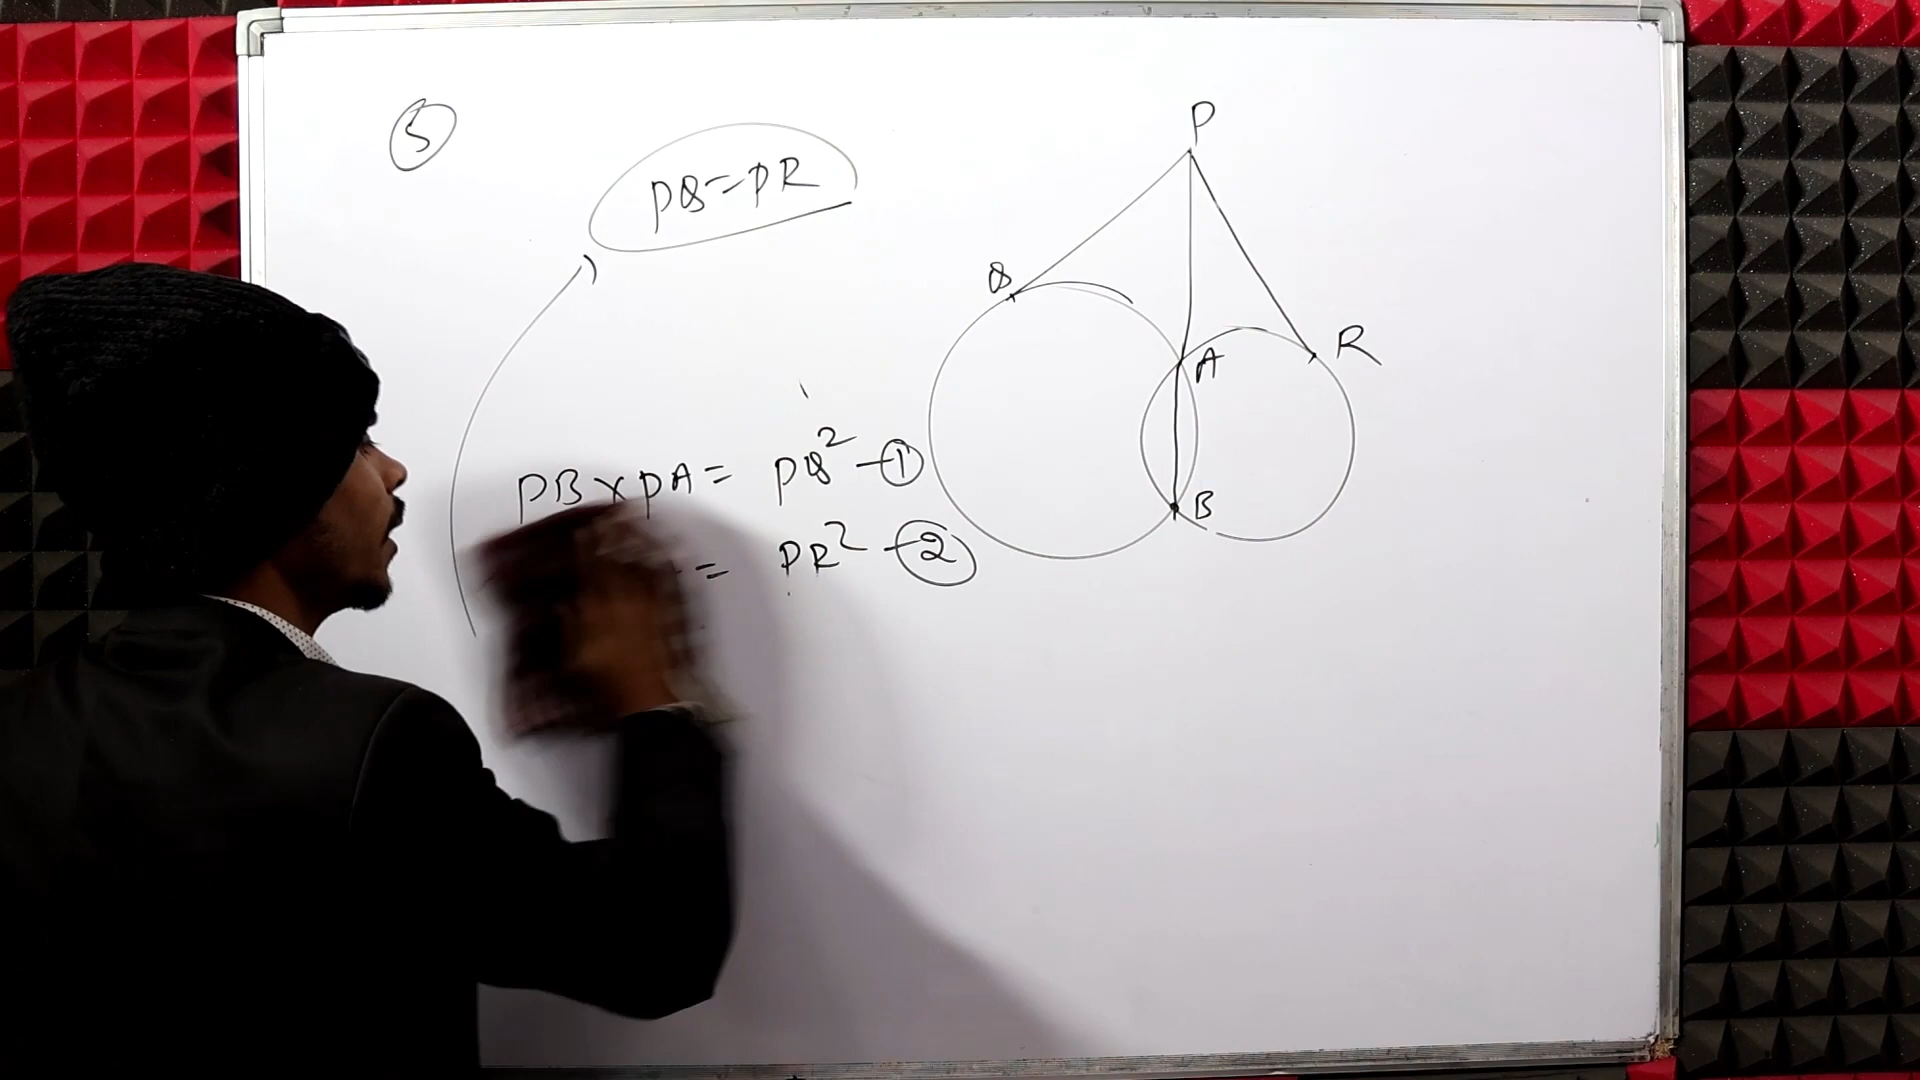 5
PQ=PR
PB×PA= PQ² –①
= PR² –②
P
Q
A
R
B